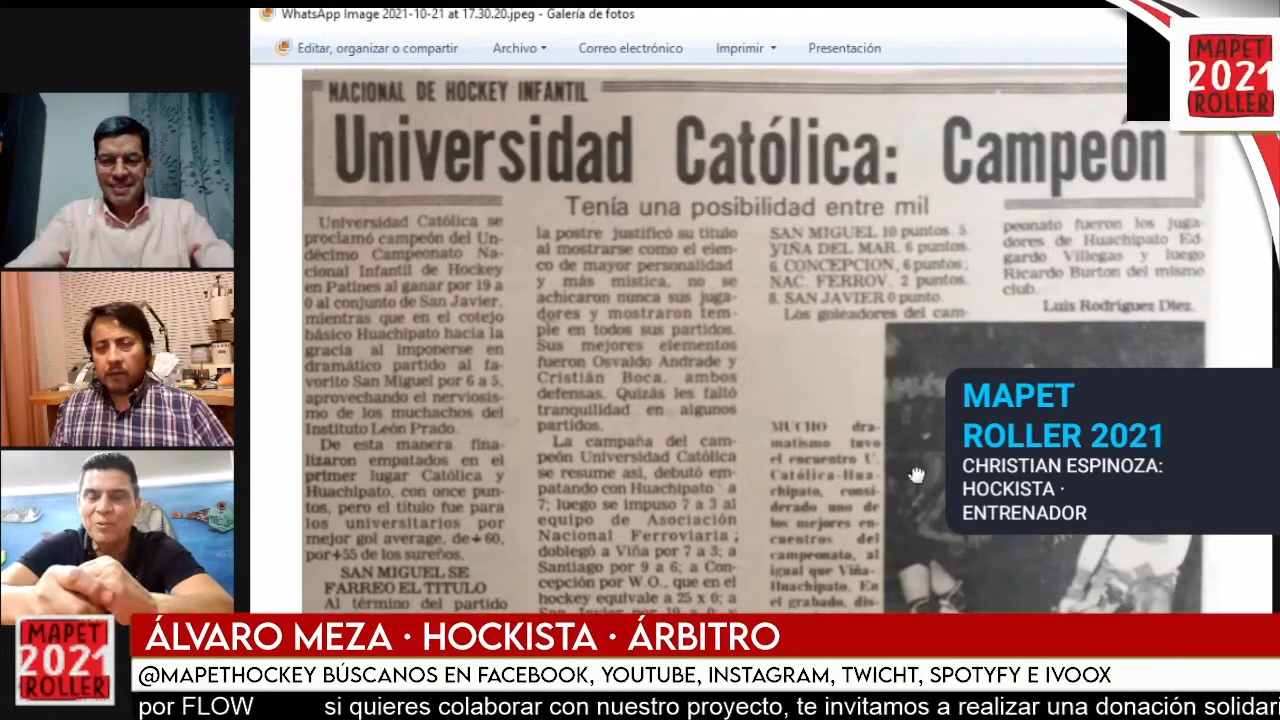 WhatsApp Image 2021-10-21 at 17.30.20.jpeg - Galería de fotos
Editar, organizar o compartir Archivo Correo electrónico Imprimir Presentación
MAPET
2021
ROLLER
NACIONAL DE HOCKEY INFANTIL
Universidad Católica: Campeón
Tenía una posibilidad entre mil
Universidad Católica se
proclamó campeón del Un-
décimo Campeonato Na-
cional Infantil de Hockey
en Patines al ganar por 19 a
0 al conjunto de San Javier,
mientras que en el cotejo
básico Huachipato hacía la
gracia al imponerse en
dramático partido al fa-
vorito San Miguel por 6 a 5,
aprovechando el nerviosis-
mo de los muchachos del
Instituto León Prado.
De esta manera fina-
lizaron empatados en el
primer lugar Católica y
Huachipato, con once pun-
tos, pero el título fue para
los universitarios por
mejor gol average, de +60,
por +55 de los sureños.
SAN MIGUEL SE
FARREO EL TITULO
Al término del partido
la postre justificó su título
al mostrarse como el elen-
co de mayor personalidad
y más mística, no se
achicaron nunca sus juga-
dores y mostraron tem-
ple en todos sus partidos.
Sus mejores elementos
fueron Osvaldo Andrade y
Cristián Boca, ambos
defensas. Quizás les faltó
tranquilidad en algunos
partidos.
La campaña del cam-
peón Universidad Católica
se resume así, debutó em-
patando con Huachipato a
7; luego se impuso 7 a 3 al
equipo de Asociación
Nacional Ferroviaria;
doblegó a Viña por 7 a 3; a
Santiago por 9 a 6; a Con-
cepción por W.O., que en el
hockey equivale a 25 x 0; a
San Javier por 19 a 0; y
SAN MIGUEL 10 puntos. 5.
VIÑA DEL MAR. 6 puntos.
6. CONCEPCION, 6 puntos;
NAC. FERROV. 2 puntos.
8. SAN JAVIER 0 punto.
Los goleadores del cam-
peonato fueron los juga-
dores de Huachipato Ed-
gardo Villegas y luego
Ricardo Burton del mismo
club.
Luis Rodríguez Díez.
MUCHO dra-
matismo tuvo
el encuentro U.
Católica-Hua-
chipato, consi-
derado uno de
los mejores en-
cuentros del
campeonato, al
igual que Viña-
Huachipato. En
el grabado, dis-
MAPET
ROLLER 2021
CHRISTIAN ESPINOZA:
HOCKISTA ·
ENTRENADOR
MAPET
2021
ROLLER
ÁLVARO MEZA · HOCKISTA · ÁRBITRO
@MAPETHOCKEY BÚSCANOS EN FACEBOOK, YOUTUBE, INSTAGRAM, TWICHT, SPOTYFY E IVOOX
por FLOW si quieres colaborar con nuestro proyecto, te invitamos a realizar una donación solidar